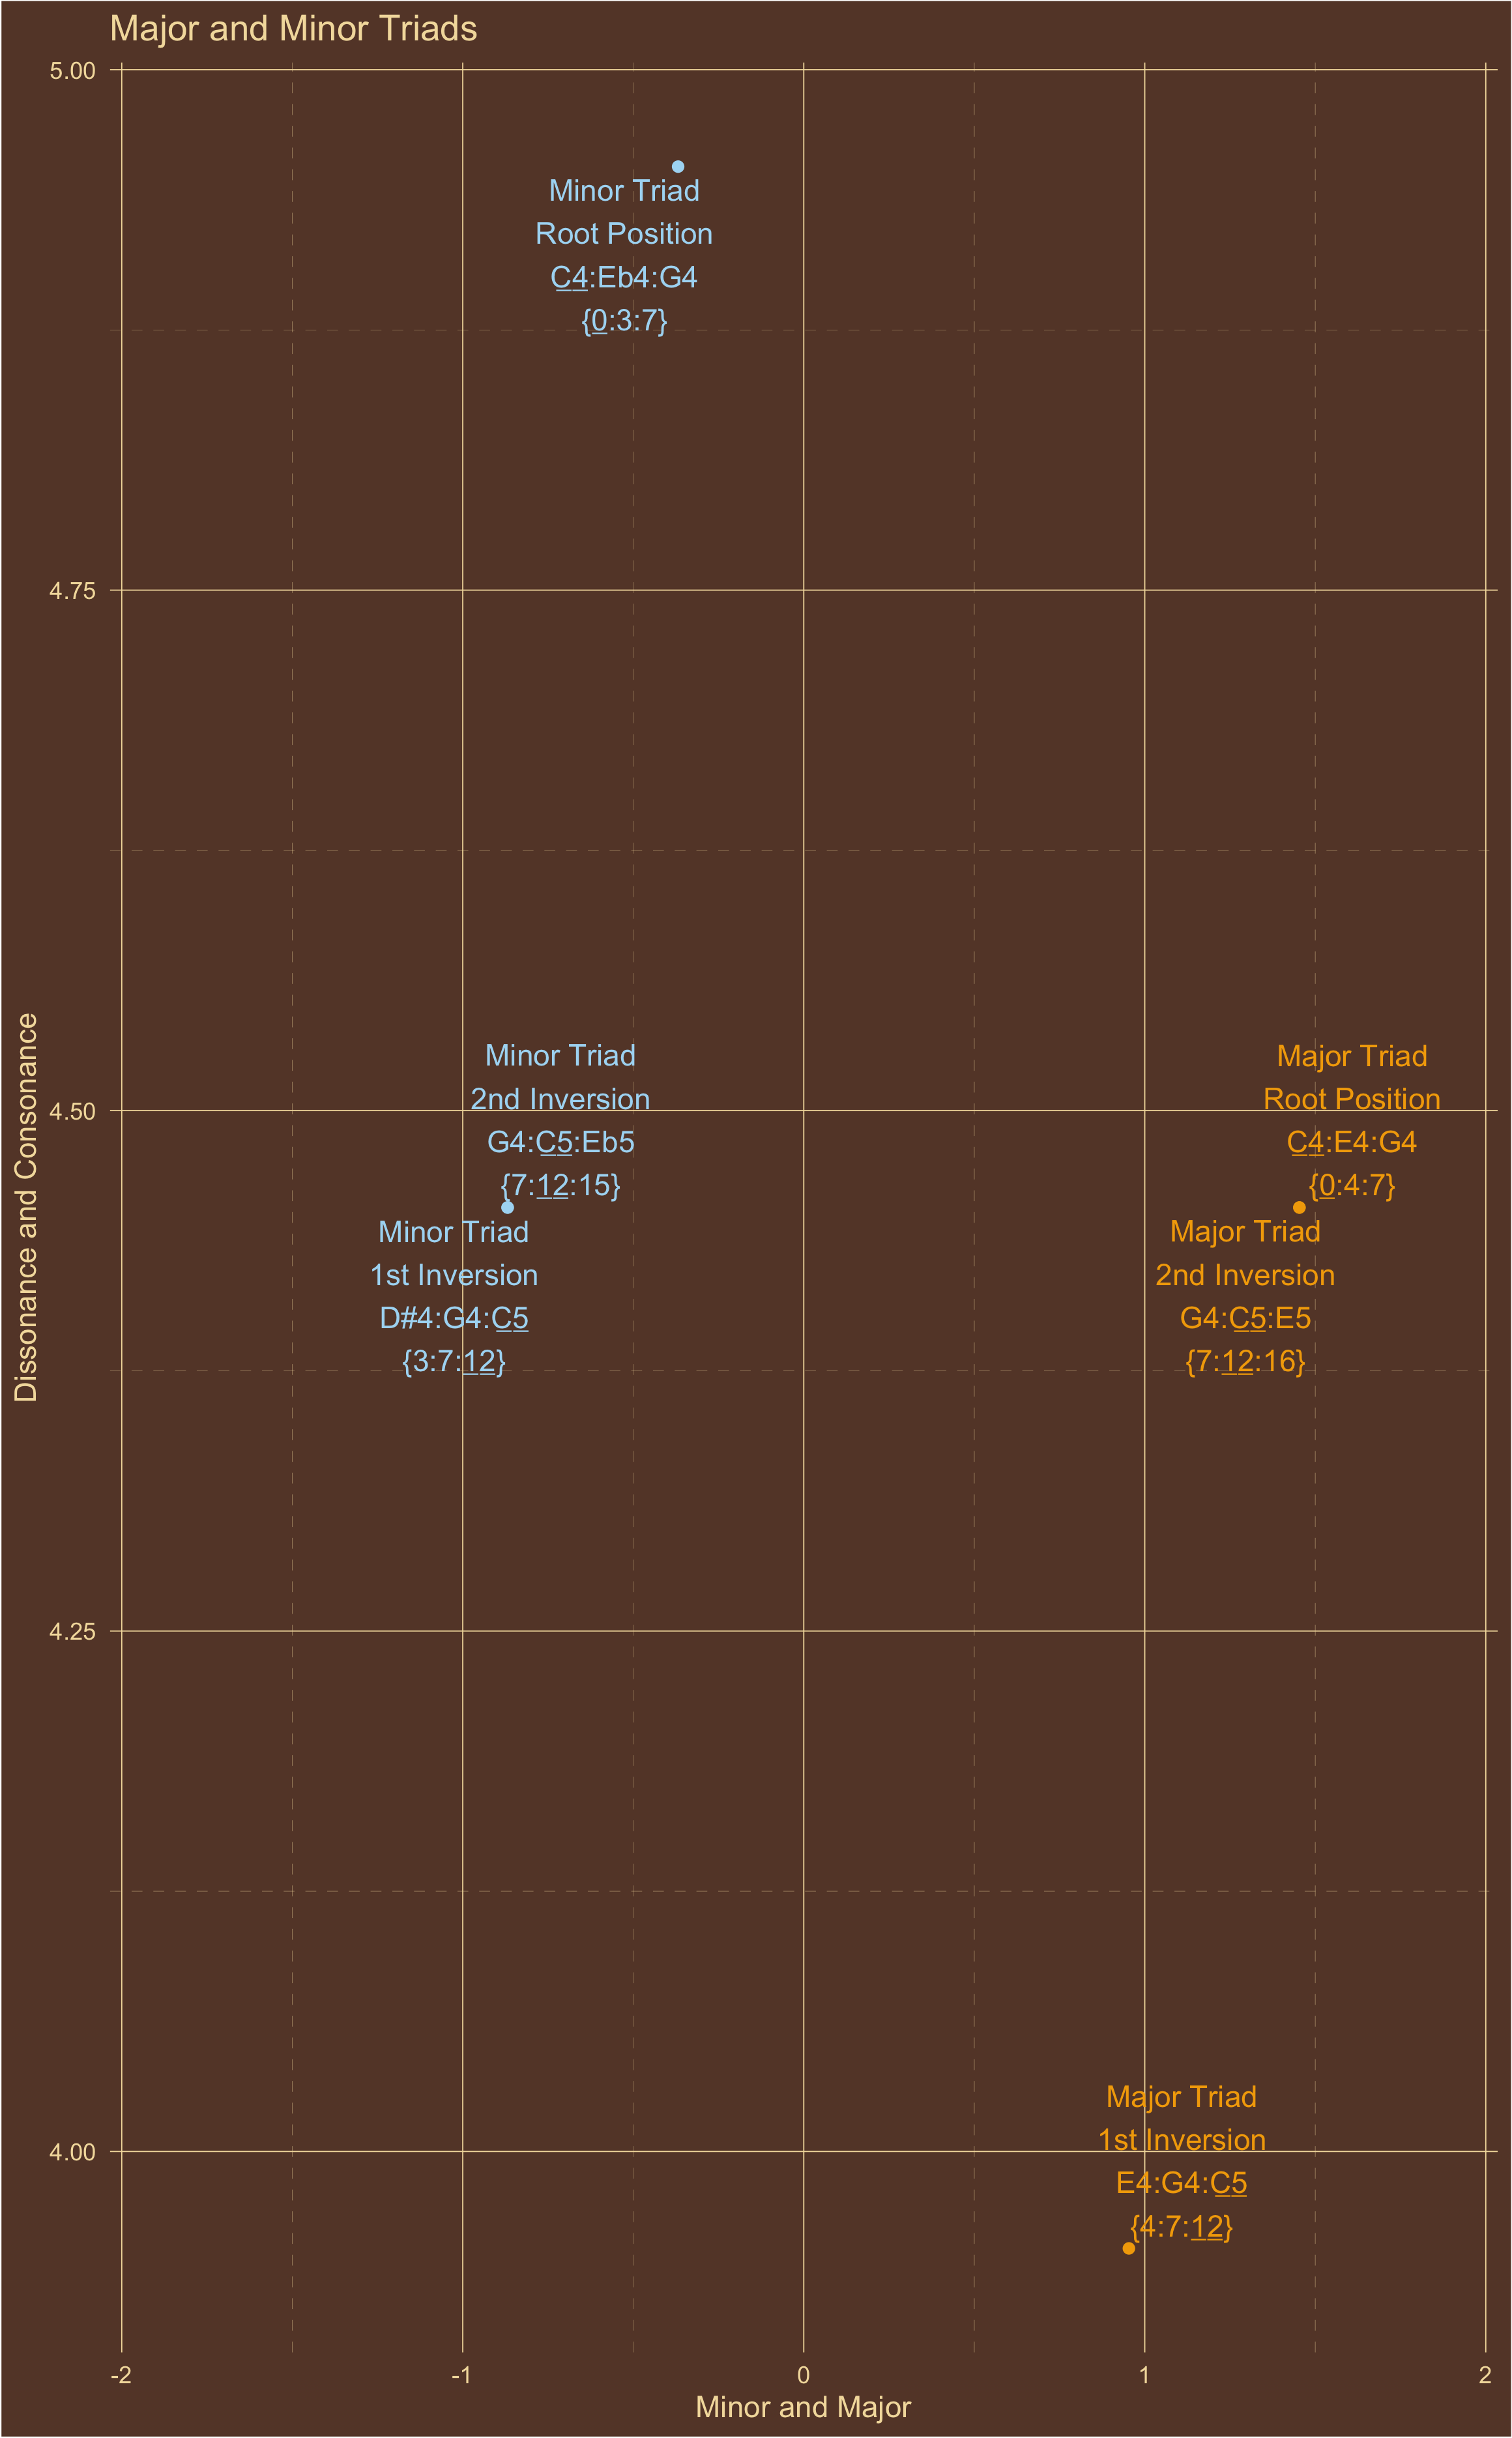 Major and Minor Triads
5.00
Minor Triad
Root Position
C4:Eb4:G4
{0:3:7}
4.75
Minor Triad
2nd Inversion
G4:C5:Eb5
{7:12:15}
Major Triad
Root Position
C4:E4:G4
{0:4:7}
4.50
Dissonance and Consonance
Minor Triad
1st Inversion
D#4:G4:C5
{3:7:12}
Major Triad
2nd Inversion
G4:C5:E5
{7:12:16}
4.25
Major Triad
1st Inversion
E4:G4:C5
{4:7:12}
4.00
-2 -1 0 1 2
Minor and Major